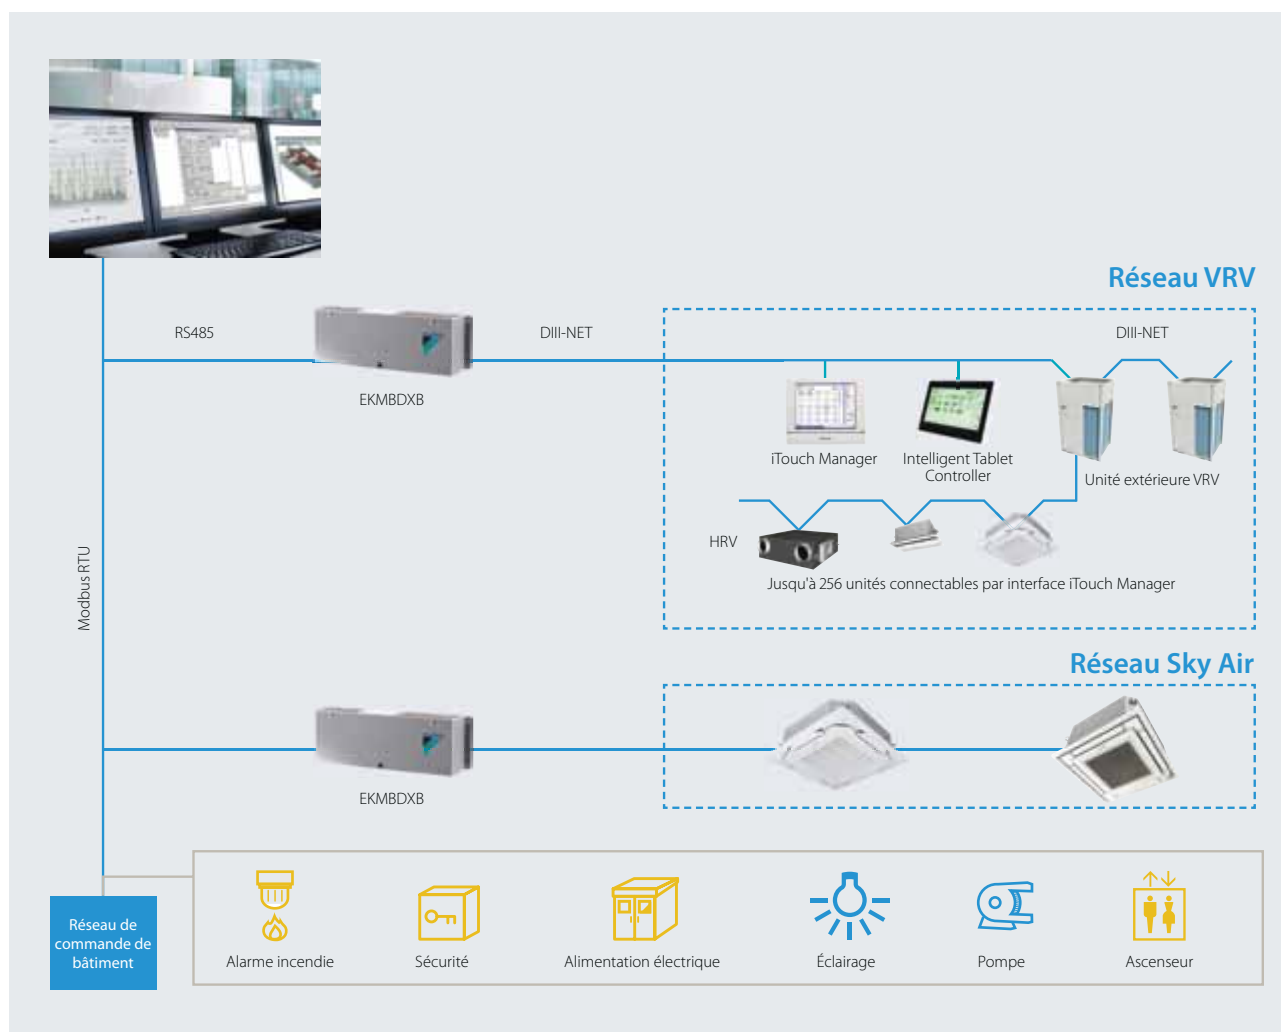 Réseau VRV
RS485
DIII-NET
DIII-NET
EKMBDXB
iTouch Manager
Intelligent Tablet
Controller
Unité extérieure VRV
HRV
Jusqu'à 256 unités connectables par interface iTouch Manager
Modbus RTU
Réseau Sky Air
EKMBDXB
Réseau de
commande de
bâtiment
Alarme incendie
Sécurité
Alimentation électrique
Éclairage
Pompe
Ascenseur